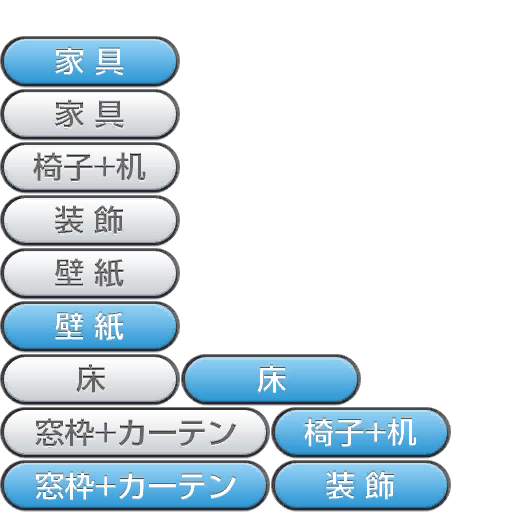 家具
家具
椅子+机
装飾
壁紙
壁紙
床 床
窓枠+カーテン 椅子+机
窓枠+カーテン 装飾